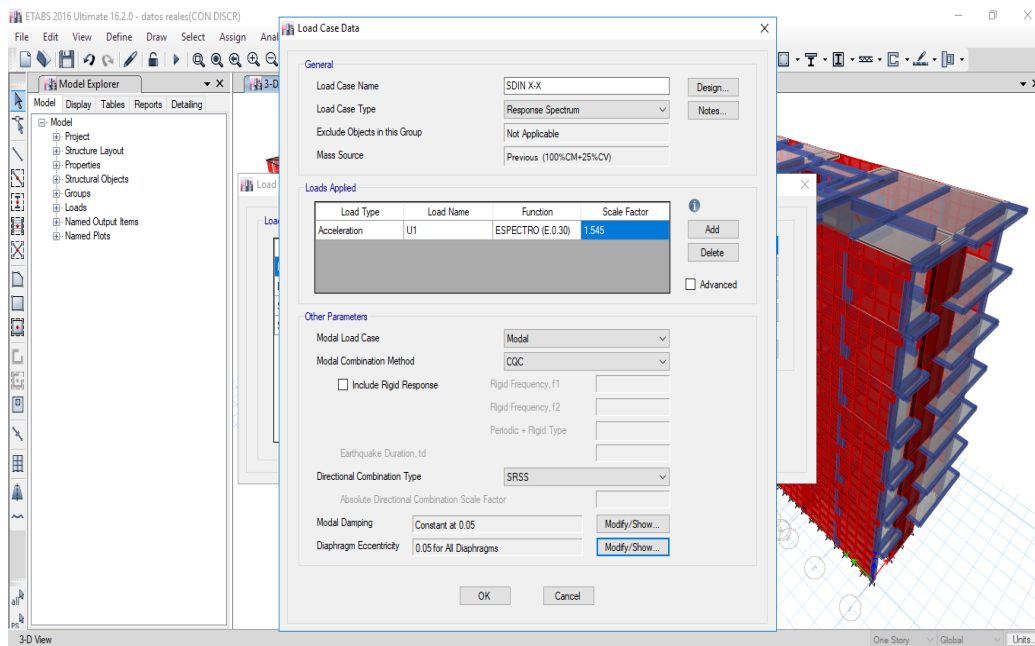 ETABS 2016 Ultimate 16.2.0 - datos reales(CON DISCR)
File Edit View Define Draw Select Assign Anal
Model Explorer
3-D
Model Display Tables Reports Detailing
Model
Project
Structure Layout
Properties
Structural Objects
Groups
Loads
Named Output Items
Named Plots
Load
Loa
Load Case Data
General
Load Case Name SDIN X-X Design...
Load Case Type Response Spectrum Notes...
Exclude Objects in this Group Not Applicable
Mass Source Previous (100%CM+25%CV)
Loads Applied
Load Type Load Name Function Scale Factor
Acceleration U1 ESPECTRO (E.0.30) 1.545
Add
Delete
Advanced
Other Parameters
Modal Load Case Modal
Modal Combination Method CQC
Include Rigid Response Rigid Frequency, f1
Rigid Frequency, f2
Periodic + Rigid Type
Earthquake Duration, td
Directional Combination Type SRSS
Absolute Directional Combination Scale Factor
Modal Damping Constant at 0.05 Modify/Show...
Diaphragm Eccentricity 0.05 for All Diaphragms Modify/Show...
OK Cancel
all
ps
3-D View One Story Global Units...